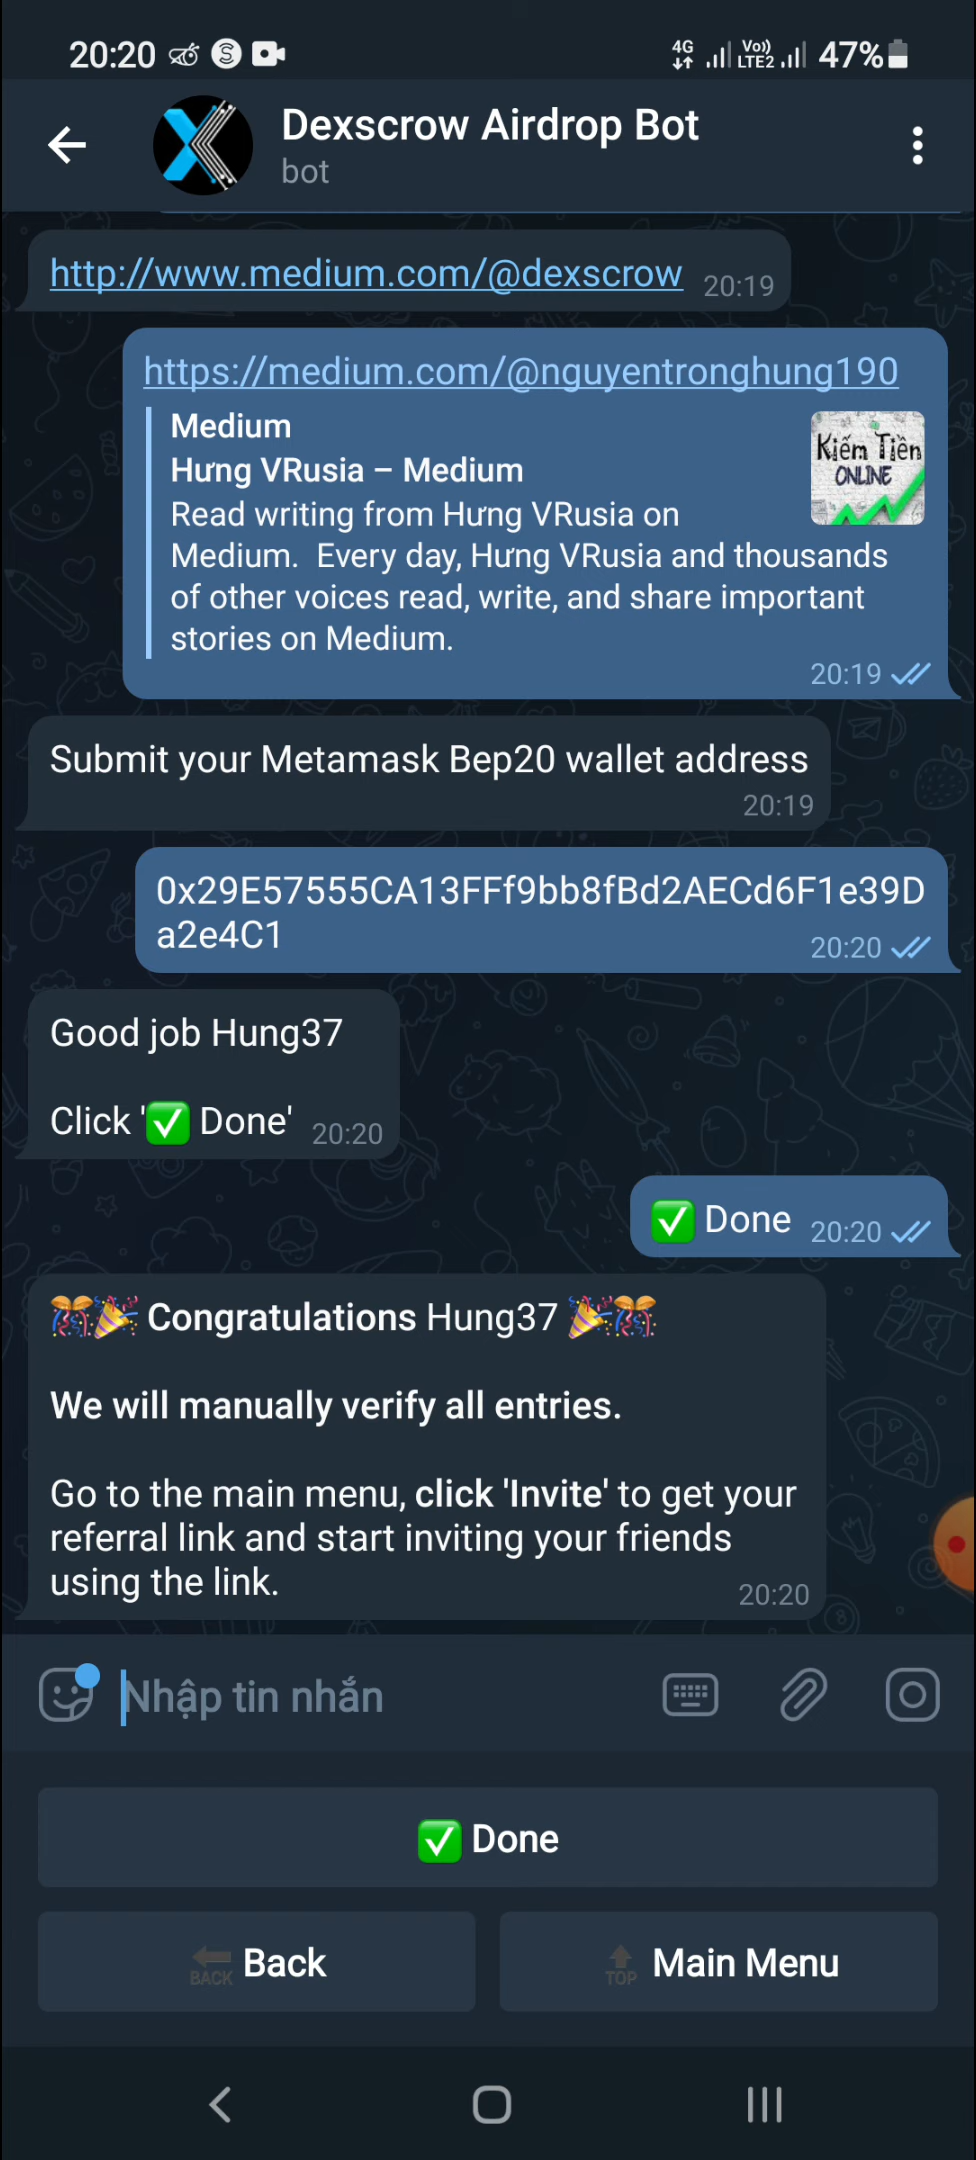 20:20
4G
Vo))
LTE2
47%
Dexscrow Airdrop Bot
bot
http://www.medium.com/@dexscrow 20:19
https://medium.com/@nguyentronghung190
Medium
Hưng VRusia – Medium
Kiếm Tiền
ONLINE
Read writing from Hưng VRusia on
Medium. Every day, Hưng VRusia and thousands
of other voices read, write, and share important
stories on Medium.
20:19
Submit your Metamask Bep20 wallet address
20:19
0x29E57555CA13FFf9bb8fBd2AECd6F1e39D
a2e4C1
20:20
Good job Hung37
Click '✅ Done' 20:20
✅ Done 20:20
🎊🎉 Congratulations Hung37 🎉🎊
We will manually verify all entries.
Go to the main menu, click 'Invite' to get your
referral link and start inviting your friends
using the link.
20:20
Nhập tin nhắn
✅ Done
BACK Back
TOP Main Menu